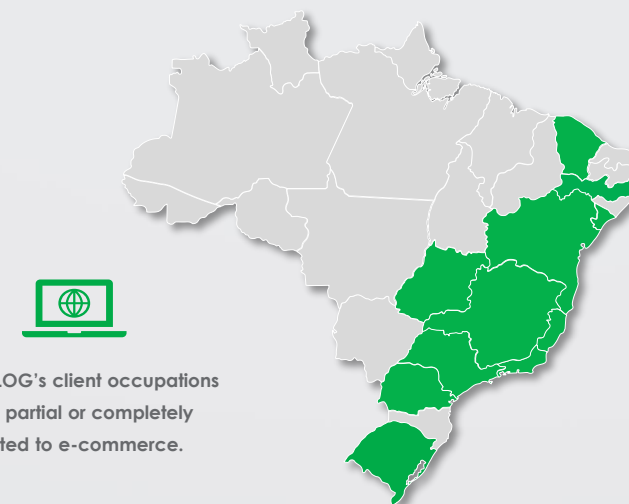 LOG's client occupations
partial or completely
ted to e-commerce.